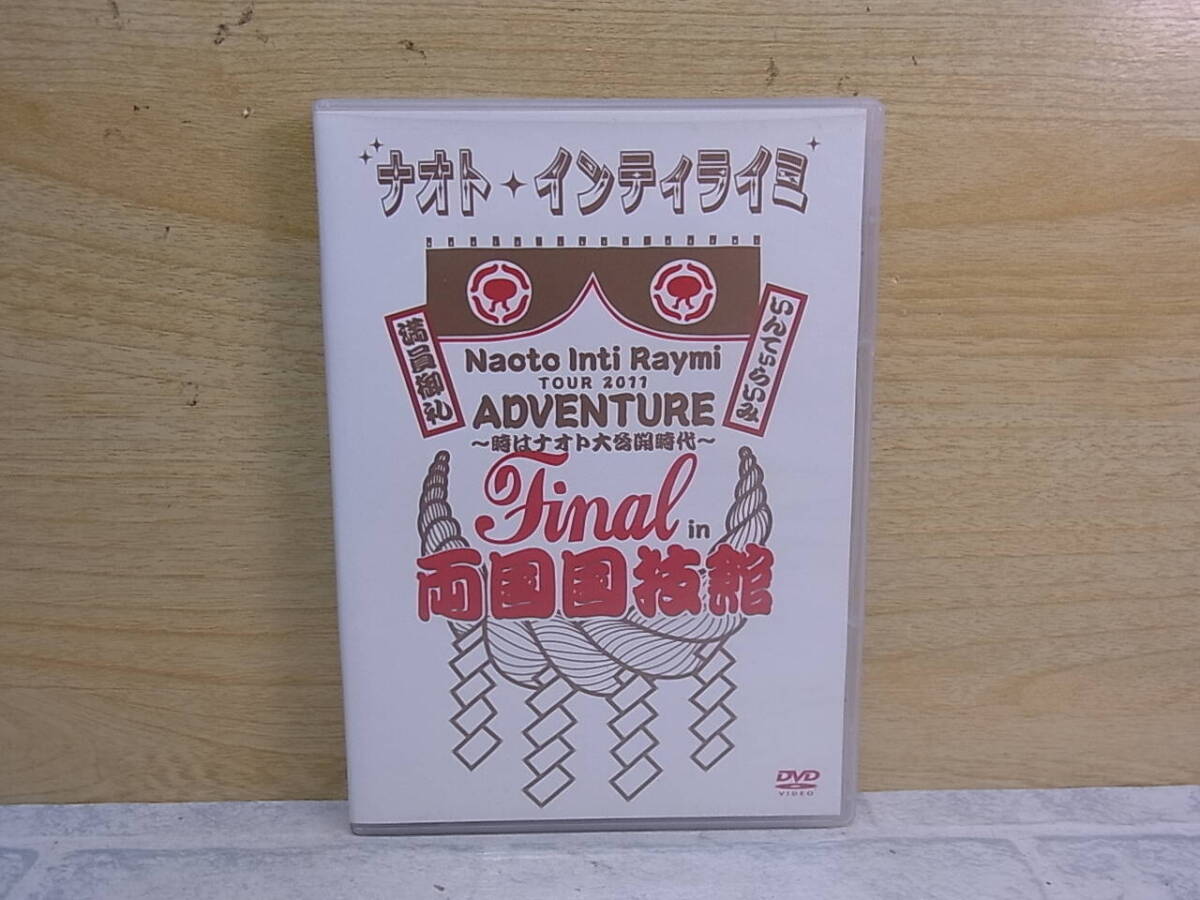 ナオト・インティライミ
満員御礼
いんてぃらいみ
Naoto Inti Raymi
TOUR 2011
ADVENTURE
〜時はナオト大公開時代〜
Final in
両国国技館
DVD
VIDEO